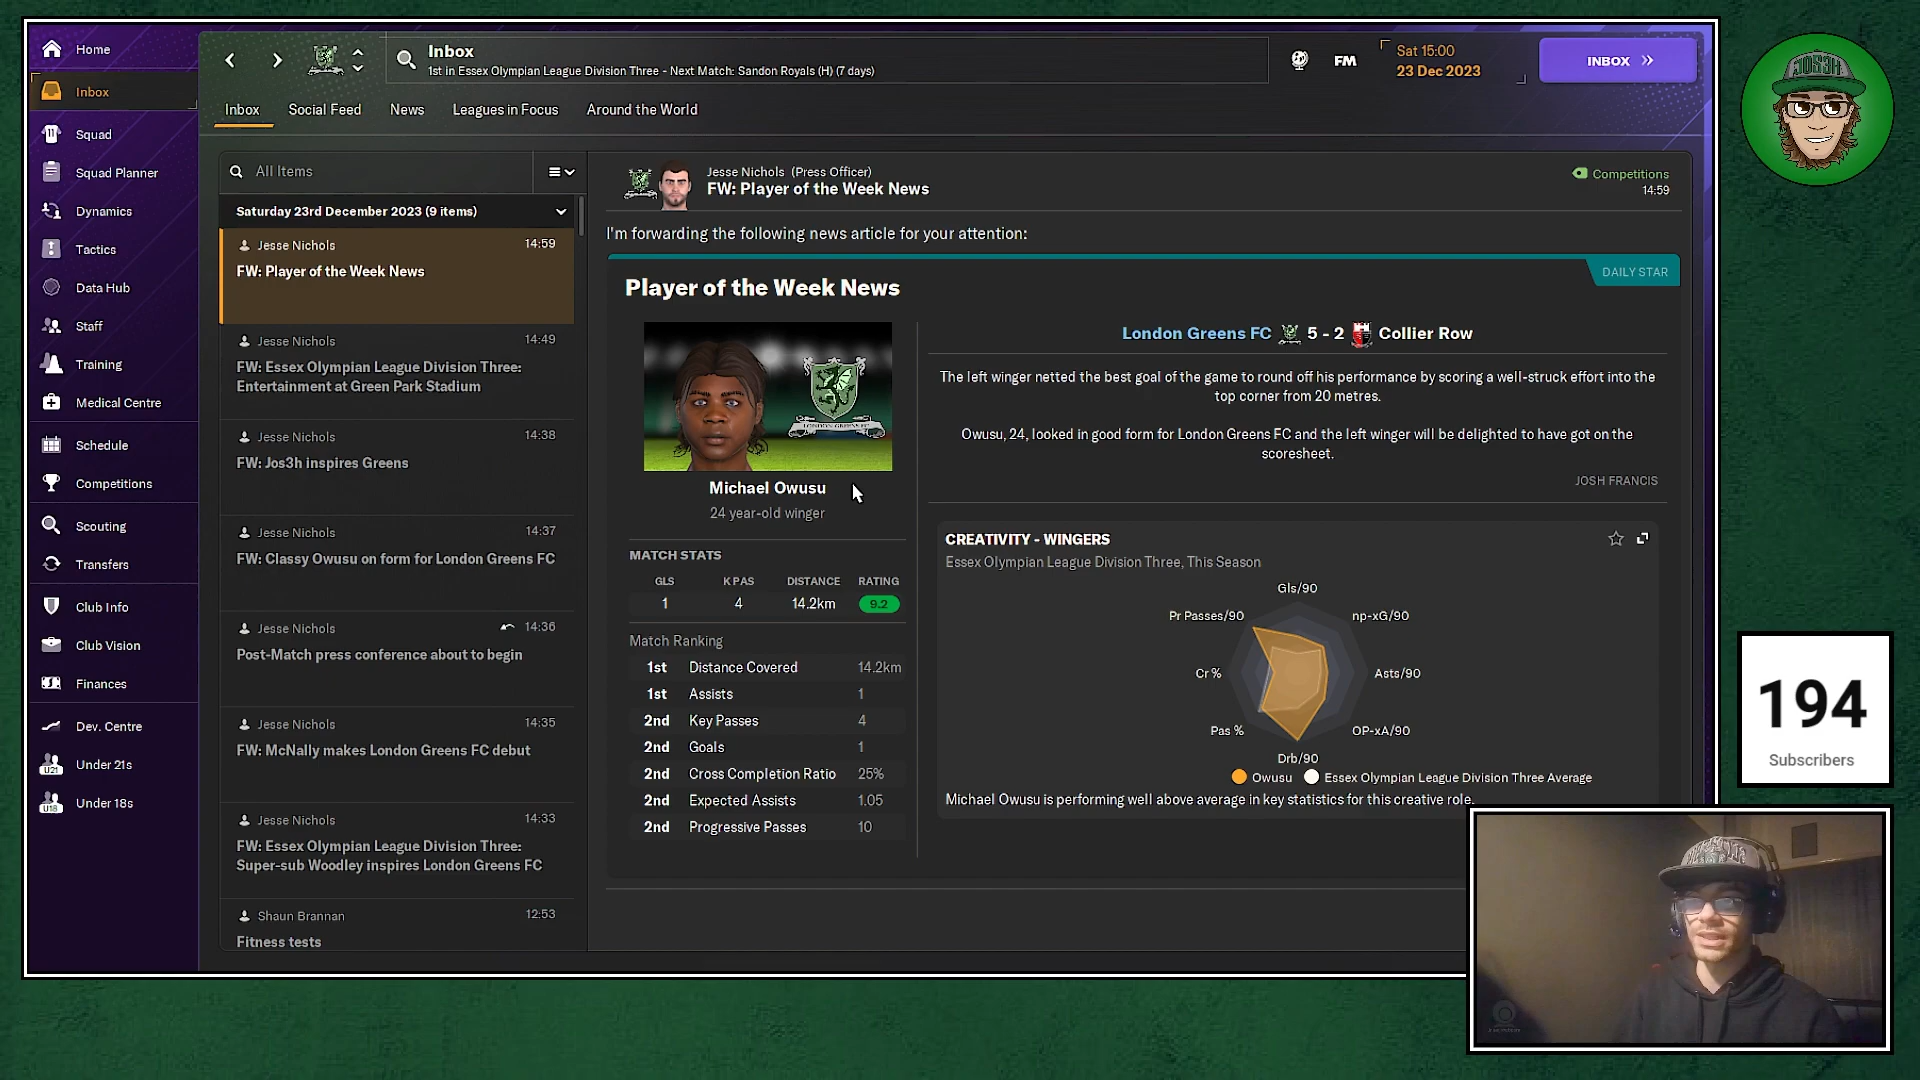 Home
Inbox
Squad
Squad Planner
Dynamics
Tactics
Data Hub
Staff
Training
Medical Centre
Schedule
Competitions
Scouting
Transfers
Club Info
Club Vision
Finances
Dev. Centre
U21 Under 21s
U18 Under 18s
Inbox
1st in Essex Olympian League Division Three - Next Match: Sandon Royals (H) (7 days)
FM
Sat 15:00
23 Dec 2023
INBOX
Inbox Social Feed News Leagues in Focus Around the World
All Items
Saturday 23rd December 2023 (9 items)
Jesse Nichols 14:59
FW: Player of the Week News
Jesse Nichols 14:49
FW: Essex Olympian League Division Three:
Entertainment at Green Park Stadium
Jesse Nichols 14:38
FW: Jos3h inspires Greens
Jesse Nichols 14:37
FW: Classy Owusu on form for London Greens FC
Jesse Nichols 14:36
Post-Match press conference about to begin
Jesse Nichols 14:35
FW: McNally makes London Greens FC debut
Jesse Nichols 14:33
FW: Essex Olympian League Division Three:
Super-sub Woodley inspires London Greens FC
Shaun Brannan 12:53
Fitness tests
Jesse Nichols (Press Officer)
FW: Player of the Week News
Competitions
14:59
I'm forwarding the following news article for your attention:
DAILY STAR
Player of the Week News
LONDON GREENS FC
Michael Owusu
24 year-old winger
MATCH STATS
GLS K PAS DISTANCE RATING
1 4 14.2km 9.2
Match Ranking
1st Distance Covered 14.2km
1st Assists 1
2nd Key Passes 4
2nd Goals 1
2nd Cross Completion Ratio 25%
2nd Expected Assists 1.05
2nd Progressive Passes 10
London Greens FC 5 - 2 Collier Row
The left winger netted the best goal of the game to round off his performance by scoring a well-struck effort into the
top corner from 20 metres.
Owusu, 24, looked in good form for London Greens FC and the left winger will be delighted to have got on the
scoresheet.
JOSH FRANCIS
CREATIVITY - WINGERS
Essex Olympian League Division Three, This Season
Gls/90
Pr Passes/90 np-xG/90
Cr % Asts/90
Pas % OP-xA/90
Drb/90
Owusu Essex Olympian League Division Three Average
Michael Owusu is performing well above average in key statistics for this creative role.
JOS3H
194
Subscribers